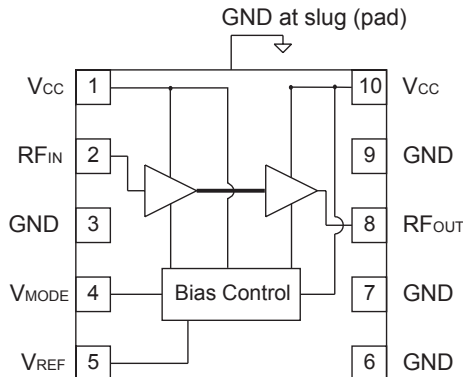 GND at slug (pad)
VCC 1 10 VCC
RFIN 2 9 GND
GND 3 8 RFOUT
VMODE 4 Bias Control 7 GND
VREF 5 6 GND